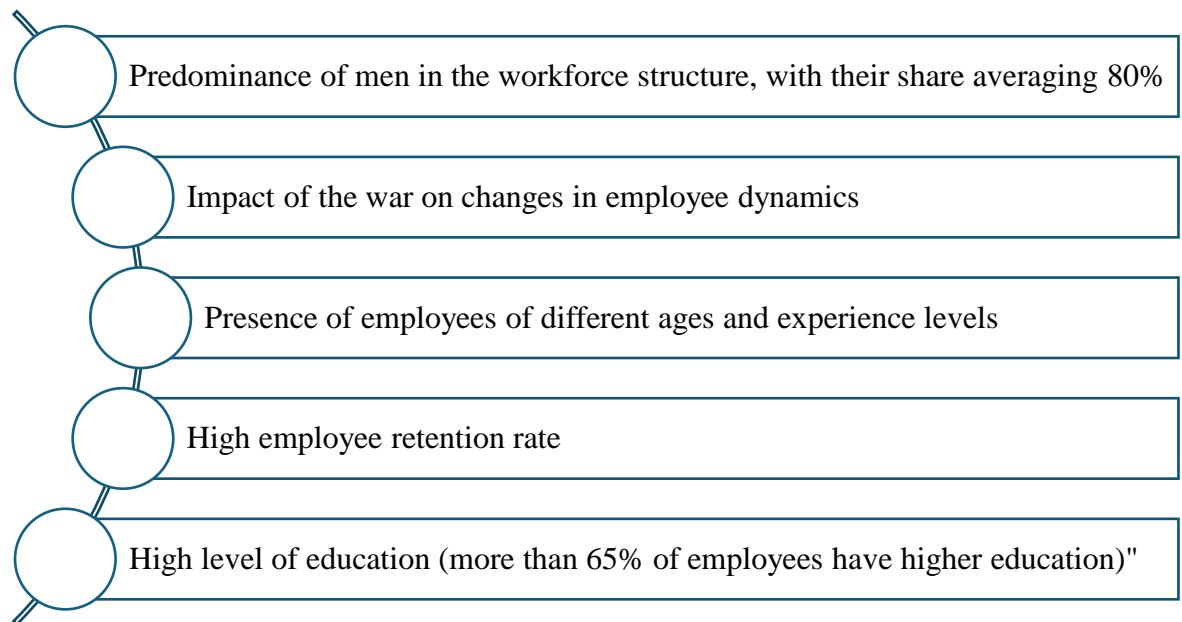 Predominance of men in the workforce structure, with their share averaging 80%
Impact of the war on changes in employee dynamics
Presence of employees of different ages and experience levels
High employee retention rate
High level of education (more than 65% of employees have higher education)"